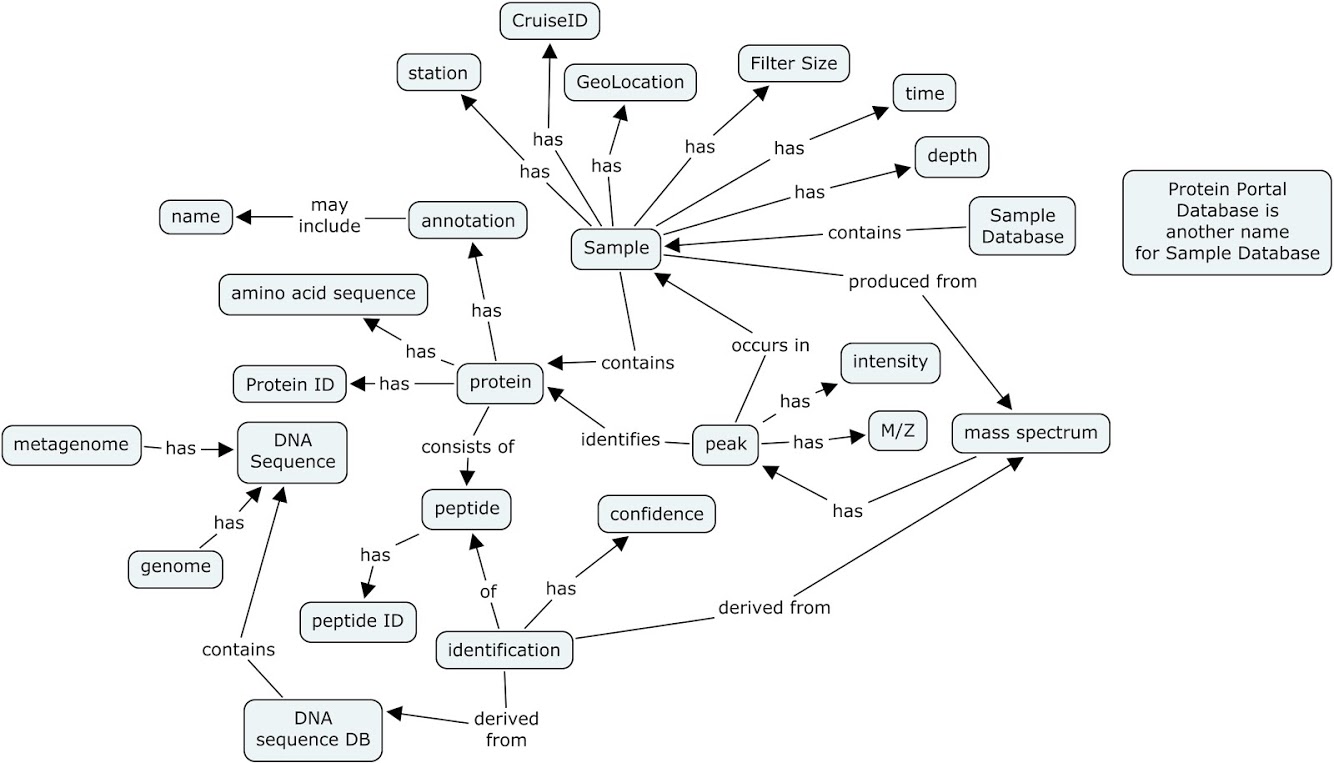 CruiseID
station
GeoLocation
Filter Size
time
has
has
has
has
has
depth
has
name
may
include
annotation
Sample
Sample
Database
contains
Protein Portal
Database is
another name
for Sample Database
produced from
amino acid sequence
has
has
occurs in
contains
intensity
Protein ID
has
protein
has
identifies
peak
has
M/Z
mass spectrum
metagenome
has
DNA
Sequence
consists of
peptide
confidence
has
has
genome
has
of
has
derived from
peptide ID
identification
contains
DNA
sequence DB
derived
from